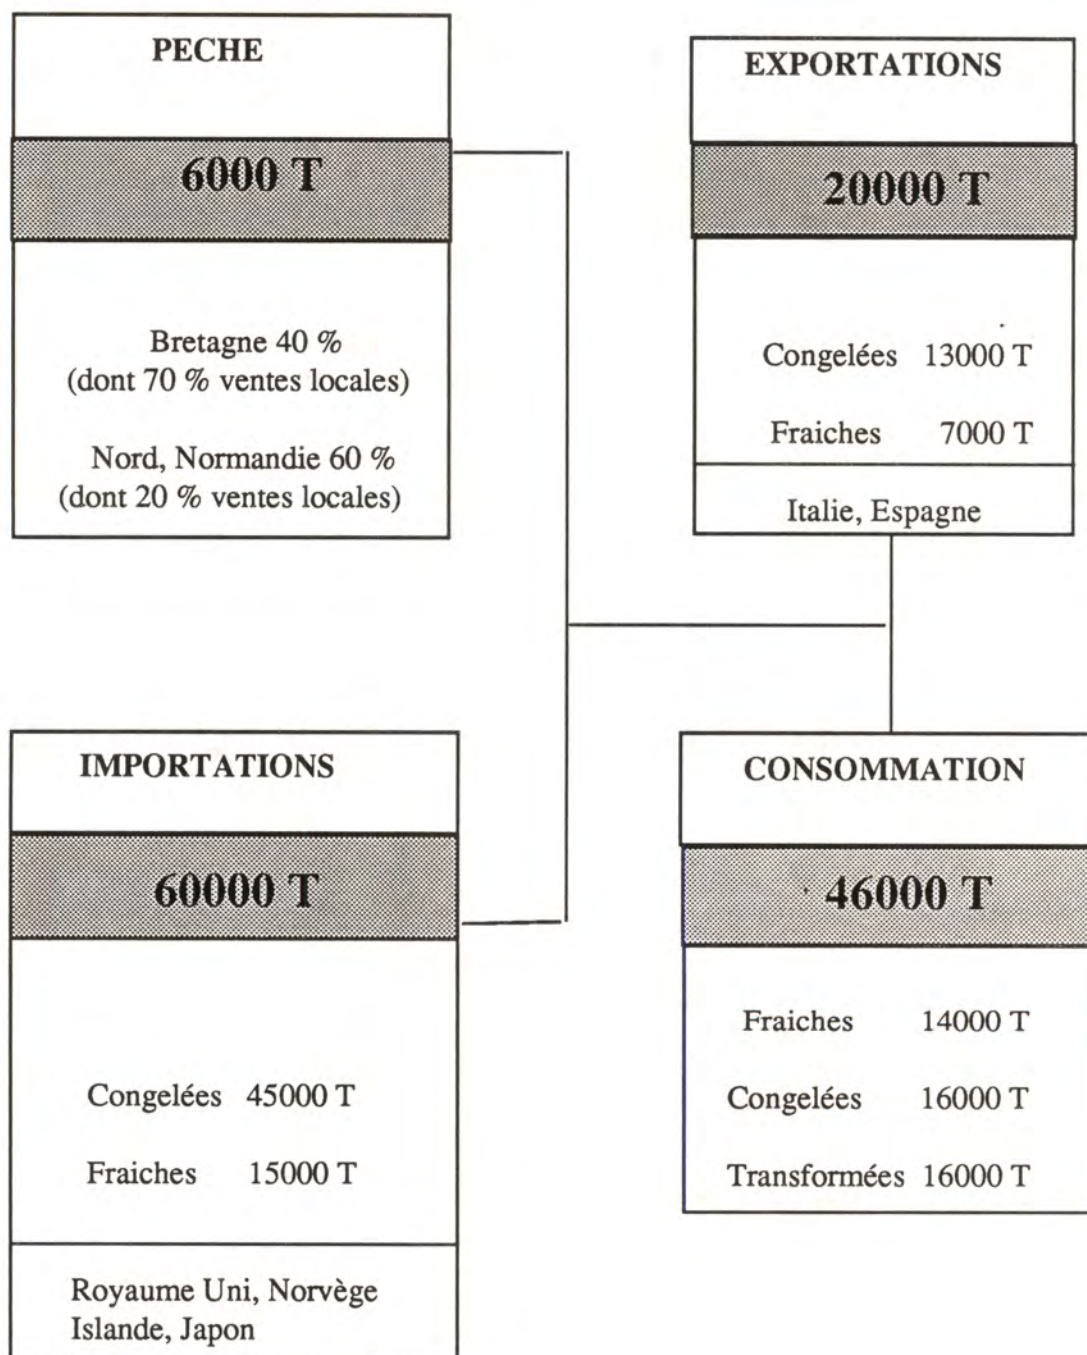 PECHE
6000 T
Bretagne 40 %
(dont 70 % ventes locales)
Nord, Normandie 60 %
(dont 20 % ventes locales)
EXPORTATIONS
20000 T
Congelées 13000 T
Fraiches 7000 T
Italie, Espagne
IMPORTATIONS
60000 T
Congelées 45000 T
Fraiches 15000 T
Royaume Uni, Norvège
Islande, Japon
CONSOMMATION
46000 T
Fraiches 14000 T
Congelées 16000 T
Transformées 16000 T